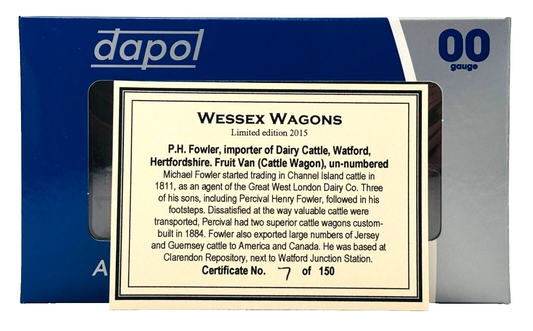 dapol
00
gauge
WESSEX WAGONS
Limited edition 2015
P.H. Fowler, importer of Dairy Cattle, Watford,
Hertfordshire. Fruit Van (Cattle Wagon), un-numbered
Michael Fowler started trading in Channel Island cattle in
1811, as an agent of the Great West London Dairy Co. Three
of his sons, including Percival Henry Fowler, followed in his
footsteps. Dissatisfied at the way valuable cattle were
transported, Percival had two superior cattle wagons custom-
built in 1884. Fowler also exported large numbers of Jersey
and Guernsey cattle to America and Canada. He was based at
Clarendon Repository, next to Watford Junction Station.
Certificate No. 7 of 150
A